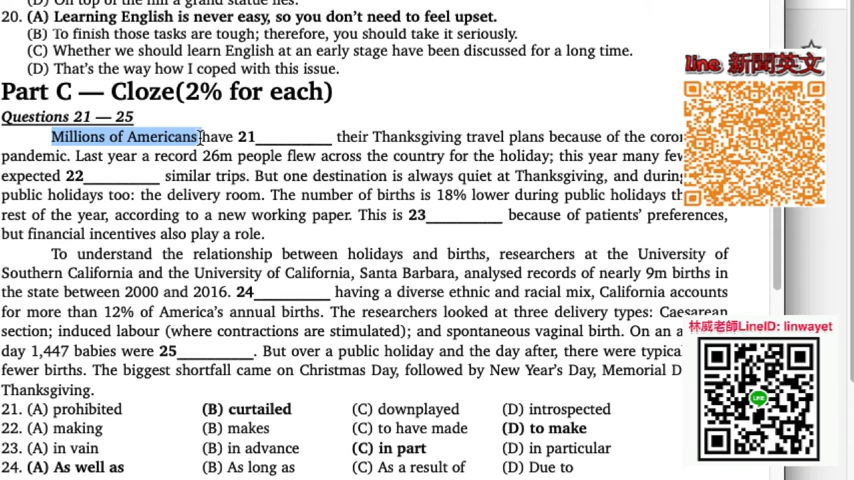 (D) On top of the hill a grand statue lies.
20. (A) Learning English is never easy, so you don't need to feel upset.
(B) To finish those tasks are tough; therefore, you should take it seriously.
(C) Whether we should learn English at an early stage have been discussed for a long time.
(D) That's the way how I coped with this issue.
Part C — Cloze(2% for each)
Questions 21 — 25
Millions of Americans have 21__________ their Thanksgiving travel plans because of the
pandemic. Last year a record 26m people flew across the country for the holiday; this year many
expected 22__________ similar trips. But one destination is always quiet at Thanksgiving, and
public holidays too: the delivery room. The number of births is 18% lower during public holidays
rest of the year, according to a new working paper. This is 23__________ because of patients' preferences,
but financial incentives also play a role.
To understand the relationship between holidays and births, researchers at the University of
Southern California and the University of California, Santa Barbara, analysed records of nearly 9m births in
the state between 2000 and 2016. 24__________ having a diverse ethnic and racial mix, California accounts
for more than 12% of America's annual births. The researchers looked at three delivery types: Caesarean
section; induced labour (where contractions are stimulated); and spontaneous vaginal birth. On an
day 1,447 babies were 25__________. But over a public holiday and the day after, there were
fewer births. The biggest shortfall came on Christmas Day, followed by New Year's Day, Memorial
Thanksgiving.
21. (A) prohibited (B) curtailed (C) downplayed (D) introspected
22. (A) making (B) makes (C) to have made (D) to make
23. (A) in vain (B) in advance (C) in part (D) in particular
24. (A) As well as (B) As long as (C) As a result of (D) Due to
line 新聞英文
林威老師LineID: linwayet
LINE